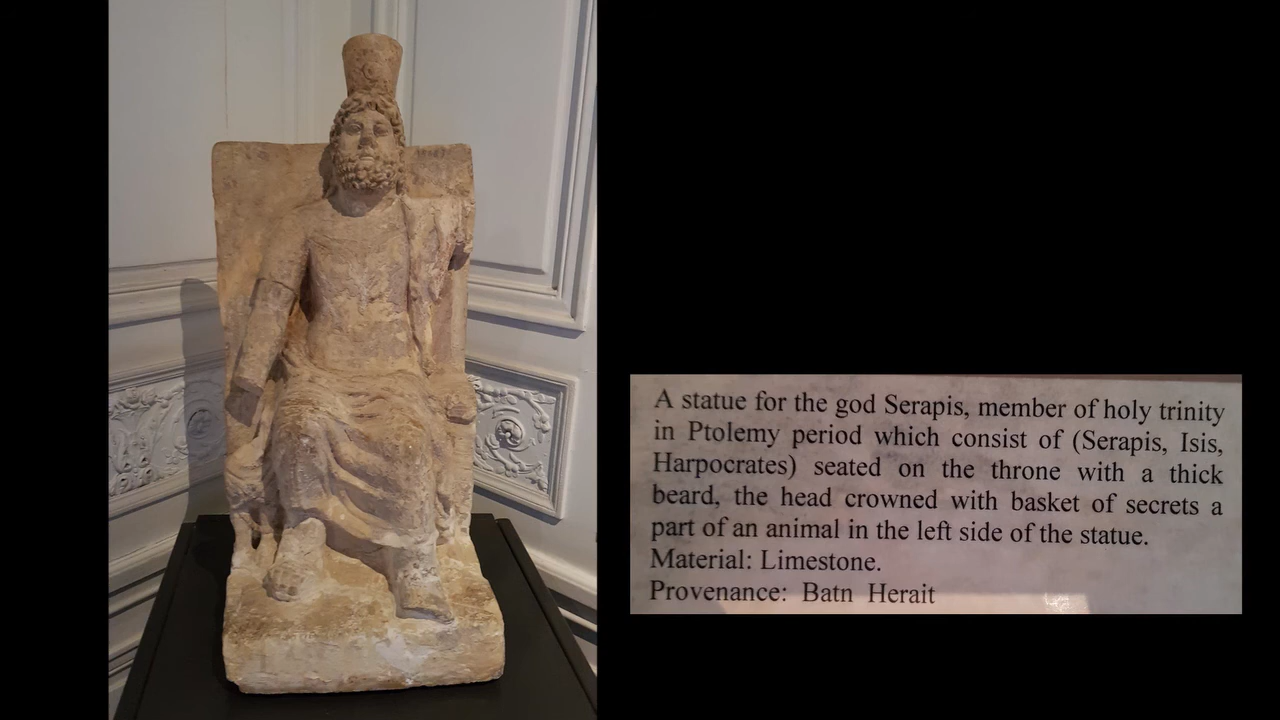 A statue for the god Serapis, member of holy trinity
in Ptolemy period which consist of (Serapis, Isis,
Harpocrates) seated on the throne with a thick
beard, the head crowned with basket of secrets a
part of an animal in the left side of the statue.
Material: Limestone.
Provenance: Batn Herait